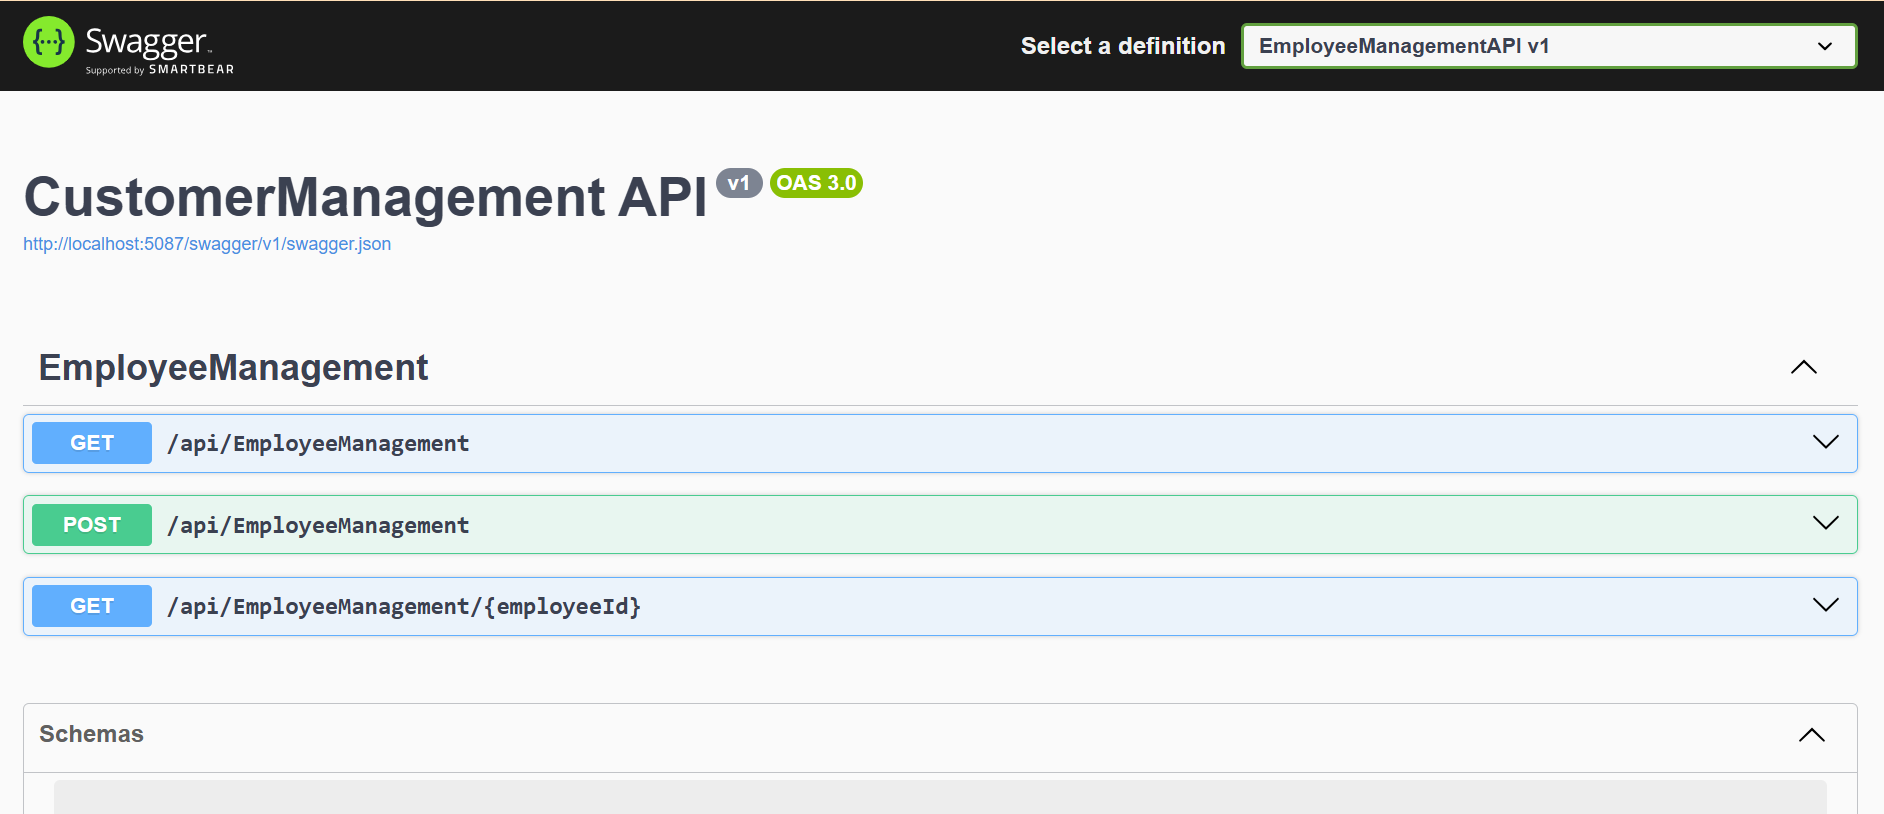 {···} Swagger™
Supported by SMARTBEAR
Select a definition
EmployeeManagementAPI v1
CustomerManagement API v1 OAS 3.0
http://localhost:5087/swagger/v1/swagger.json
EmployeeManagement
GET /api/EmployeeManagement
POST /api/EmployeeManagement
GET /api/EmployeeManagement/{employeeId}
Schemas